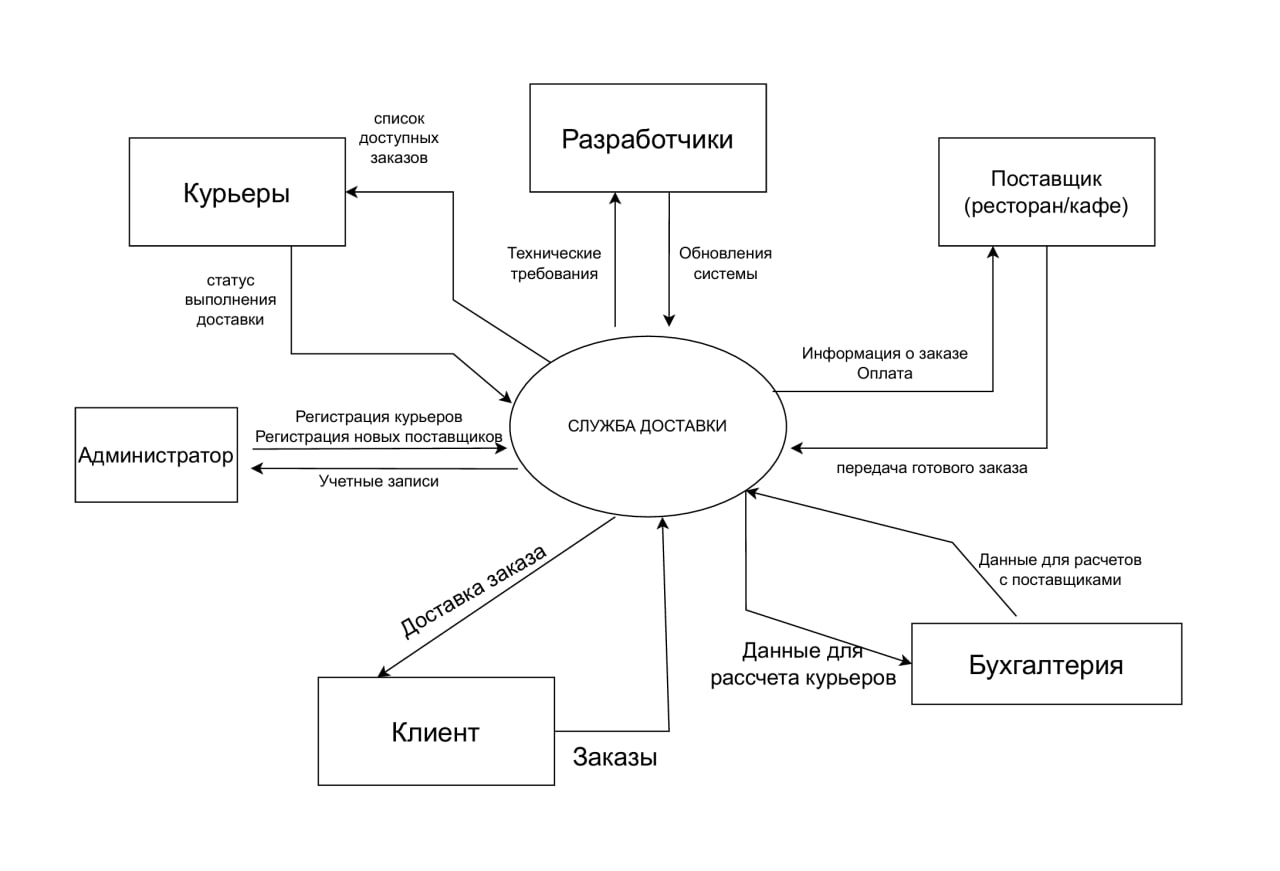 список
доступных
заказов
Разработчики
Курьеры
Поставщик
(ресторан/кафе)
Технические
требования
Обновления
системы
статус
выполнения
доставки
Информация о заказе
Оплата
Регистрация курьеров
Регистрация новых поставщиков
СЛУЖБА ДОСТАВКИ
Администратор
Учетные записи
передача готового заказа
Доставка заказа
Данные для расчетов
с поставщиками
Данные для
рассчета курьеров
Бухгалтерия
Клиент
Заказы